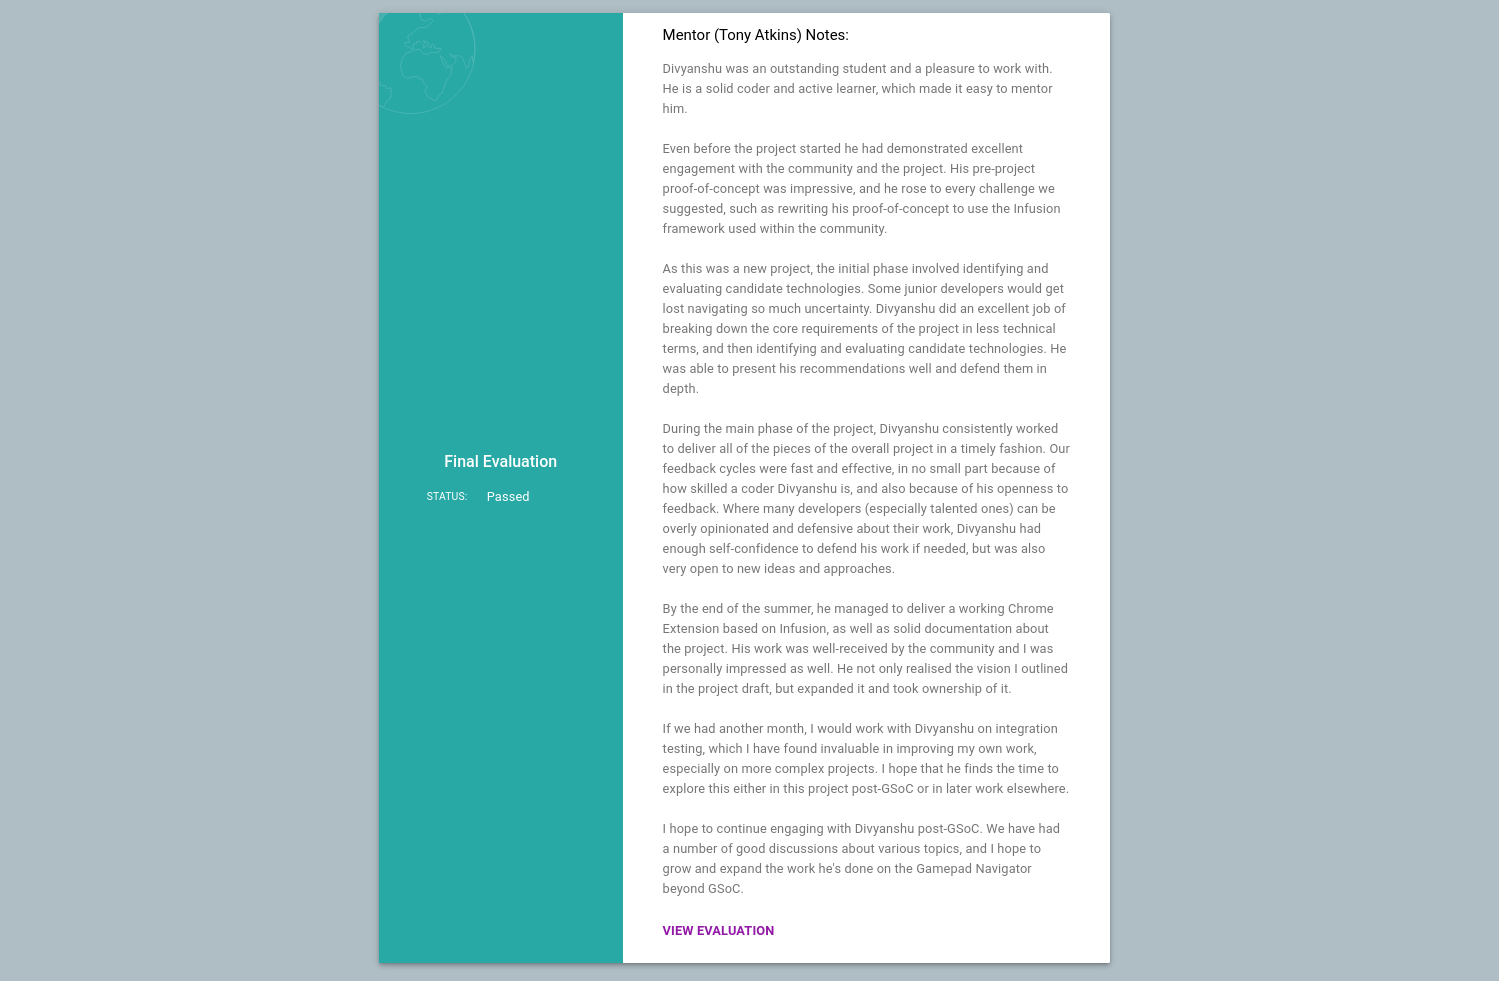 Final Evaluation
STATUS: Passed
Mentor (Tony Atkins) Notes:
Divyanshu was an outstanding student and a pleasure to work with.
He is a solid coder and active learner, which made it easy to mentor
him.
Even before the project started he had demonstrated excellent
engagement with the community and the project. His pre-project
proof-of-concept was impressive, and he rose to every challenge we
suggested, such as rewriting his proof-of-concept to use the Infusion
framework used within the community.
As this was a new project, the initial phase involved identifying and
evaluating candidate technologies. Some junior developers would get
lost navigating so much uncertainty. Divyanshu did an excellent job of
breaking down the core requirements of the project in less technical
terms, and then identifying and evaluating candidate technologies. He
was able to present his recommendations well and defend them in
depth.
During the main phase of the project, Divyanshu consistently worked
to deliver all of the pieces of the overall project in a timely fashion. Our
feedback cycles were fast and effective, in no small part because of
how skilled a coder Divyanshu is, and also because of his openness to
feedback. Where many developers (especially talented ones) can be
overly opinionated and defensive about their work, Divyanshu had
enough self-confidence to defend his work if needed, but was also
very open to new ideas and approaches.
By the end of the summer, he managed to deliver a working Chrome
Extension based on Infusion, as well as solid documentation about
the project. His work was well-received by the community and I was
personally impressed as well. He not only realised the vision I outlined
in the project draft, but expanded it and took ownership of it.
If we had another month, I would work with Divyanshu on integration
testing, which I have found invaluable in improving my own work,
especially on more complex projects. I hope that he finds the time to
explore this either in this project post-GSoC or in later work elsewhere.
I hope to continue engaging with Divyanshu post-GSoC. We have had
a number of good discussions about various topics, and I hope to
grow and expand the work he's done on the Gamepad Navigator
beyond GSoC.
VIEW EVALUATION